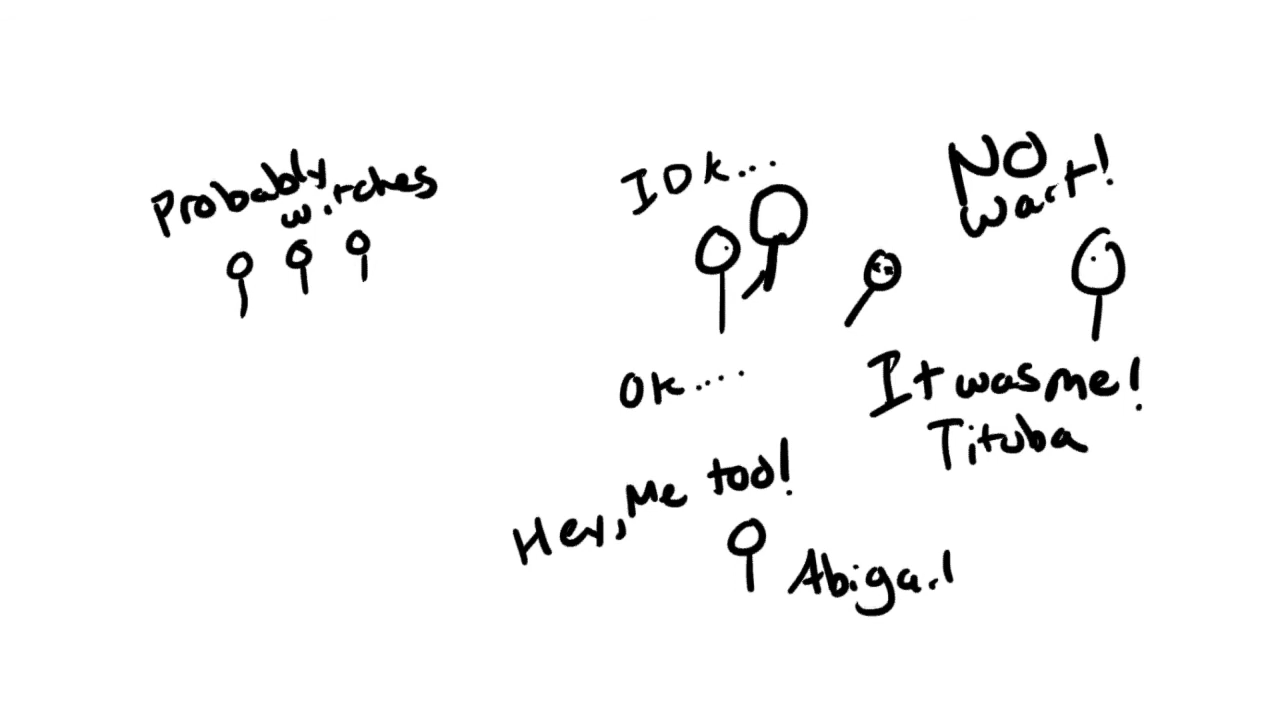 Probably
witches
IDK...
NO
wait!
OK....
It was me!
Tituba
Hey, Me too!
Abigail